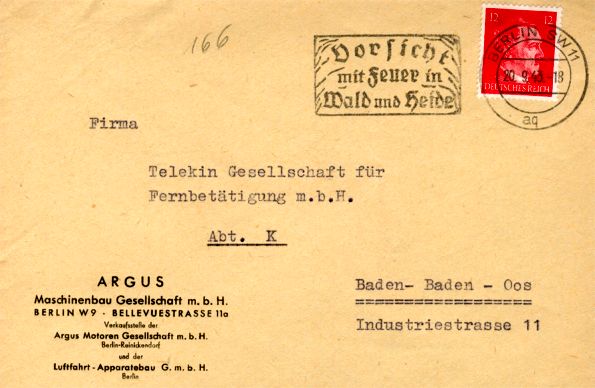 166
Vorsicht
mit Feuer in
Wald und Heide
12 12
DEUTSCHES REICH
BERLIN SW 11
20.9.43.-18
aq
Firma
Telekin Gesellschaft für
Fernbetätigung m.b.H.
Abt. K
Baden- Baden - Oos
Industriestrasse 11
ARGUS
Maschinenbau Gesellschaft m. b. H.
BERLIN W 9 · BELLEVUESTRASSE 11a
Verkaufsstelle der
Argus Motoren Gesellschaft m. b. H.
Berlin-Reinickendorf
und der
Luftfahrt - Apparatebau G. m. b. H.
Berlin